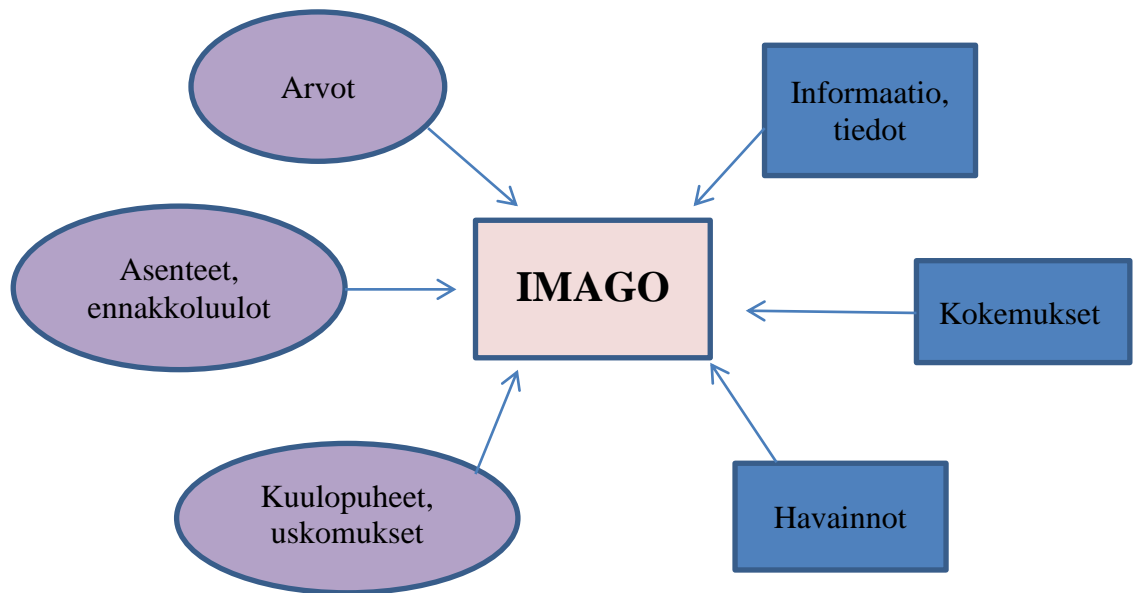 Arvot
Informaatio,
tiedot
Asenteet,
ennakkoluulot
IMAGO
Kokemukset
Kuulopuheet,
uskomukset
Havainnot